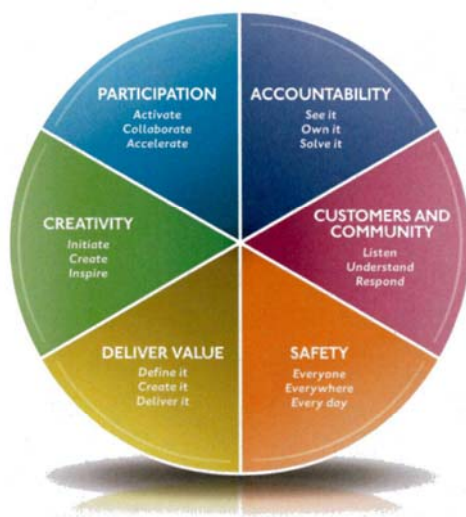 PARTICIPATION
Activate
Collaborate
Accelerate
ACCOUNTABILITY
See it
Own it
Solve it
CREATIVITY
Initiate
Create
Inspire
CUSTOMERS AND
COMMUNITY
Listen
Understand
Respond
DELIVER VALUE
Define it
Create it
Deliver it
SAFETY
Everyone
Everywhere
Every day